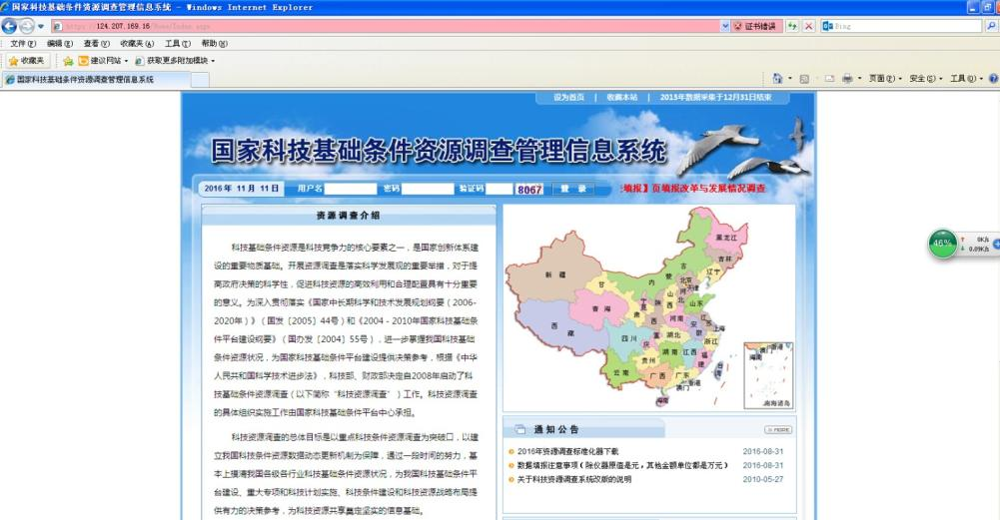 国家科技基础条件资源调查管理信息系统 - Windows Internet Explorer
https://124.207.169.16/Home/Index.aspx
证书错误
Bing
文件(F) 编辑(E) 查看(V) 收藏夹(A) 工具(T) 帮助(H)
收藏夹 建议网站 获取更多附加模块
国家科技基础条件资源调查管理信息系统
页面(P) 安全(S) 工具(O)
设为首页 | 收藏本站 | 2015年数据采集于12月31日结束
国家科技基础条件资源调查管理信息系统
2016 年 11 月 11 日 用户名 密码 验证码 8067 登 录 填报】页填报改革与发展情况调查
资源调查介绍
科技基础条件资源是科技竞争力的核心要素之一，是国家创新体系建
设的重要物质基础。开展资源调查是落实科学发展观的重要举措，对于提
高政府决策的科学性，促进科技资源的高效利用和合理配置具有十分重要
的意义。为深入贯彻落实《国家中长期科学和技术发展规划纲要（2006-
2020年）》（国发〔2005〕44号）和《2004－2010年国家科技基础条
件平台建设纲要》（国办发〔2004〕55号），进一步掌握我国科技基础
条件资源状况，为国家科技基础条件平台建设提供决策参考，根据《中华
人民共和国科学技术进步法》，科技部、财政部决定自2008年启动了科
技基础条件资源调查（以下简称“科技资源调查”）工作。科技资源调查
的具体组织实施工作由国家科技基础条件平台中心承担。
科技资源调查的总体目标是以重点科技条件资源调查为突破口，以建
立我国科技条件资源数据动态更新机制为保障，通过一段时间的努力，基
本上摸清我国各级各行业科技基础条件资源状况，为我国科技基础条件平
台建设、重大专项和科技计划实施、科技条件建设和科技资源战略布局提
供有力的决策参考，为科技资源共享奠定坚实的信息基础。
黑龙江
吉林
辽宁
内蒙古
北京
天津
河北
山东
山西
陕西
宁夏
甘肃
新疆
青海
西藏
四川
重庆
河南
江苏
安徽
上海
湖北
浙江
湖南
江西
福建
贵州
云南
广西
广东
香港
澳门
台湾
海南
香港
澳门
海南
南海诸岛
46%
0K/s
0.09K/s
通知公告
MORE
2016年资源调查标准化器下载 2016-08-31
数据填报注意事项（除仪器原值是元，其他金额单位都是万元） 2016-08-31
关于科技资源调查系统改版的说明 2010-05-27